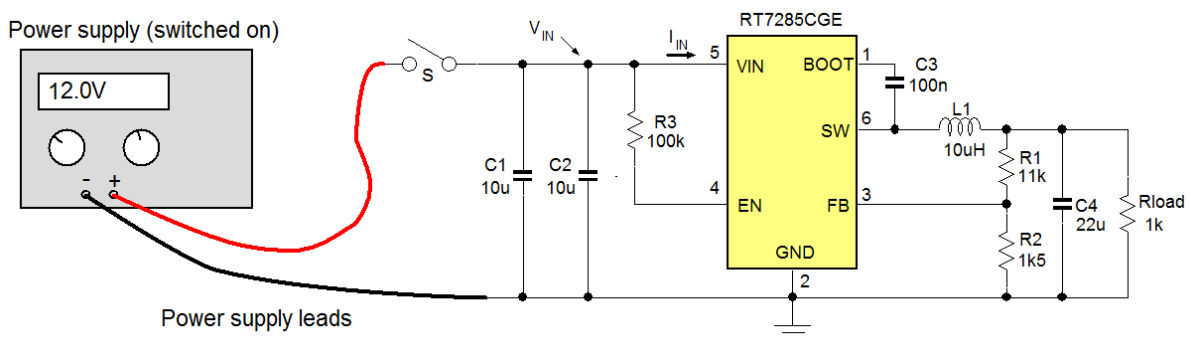 Power supply (switched on)
12.0V
- +
Power supply leads
S
V IN
I IN
C1
10u
C2
10u
R3
100k
RT7285CGE
5
VIN
BOOT
1
6
SW
4
EN
FB
3
GND
2
C3
100n
L1
10uH
R1
11k
R2
1k5
C4
22u
Rload
1k